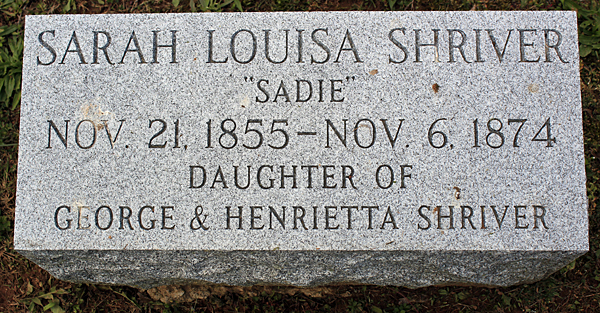 SARAH LOUISA SHRIVER
"SADIE"
NOV. 21, 1855 – NOV. 6, 1874
DAUGHTER OF
GEORGE & HENRIETTA SHRIVER